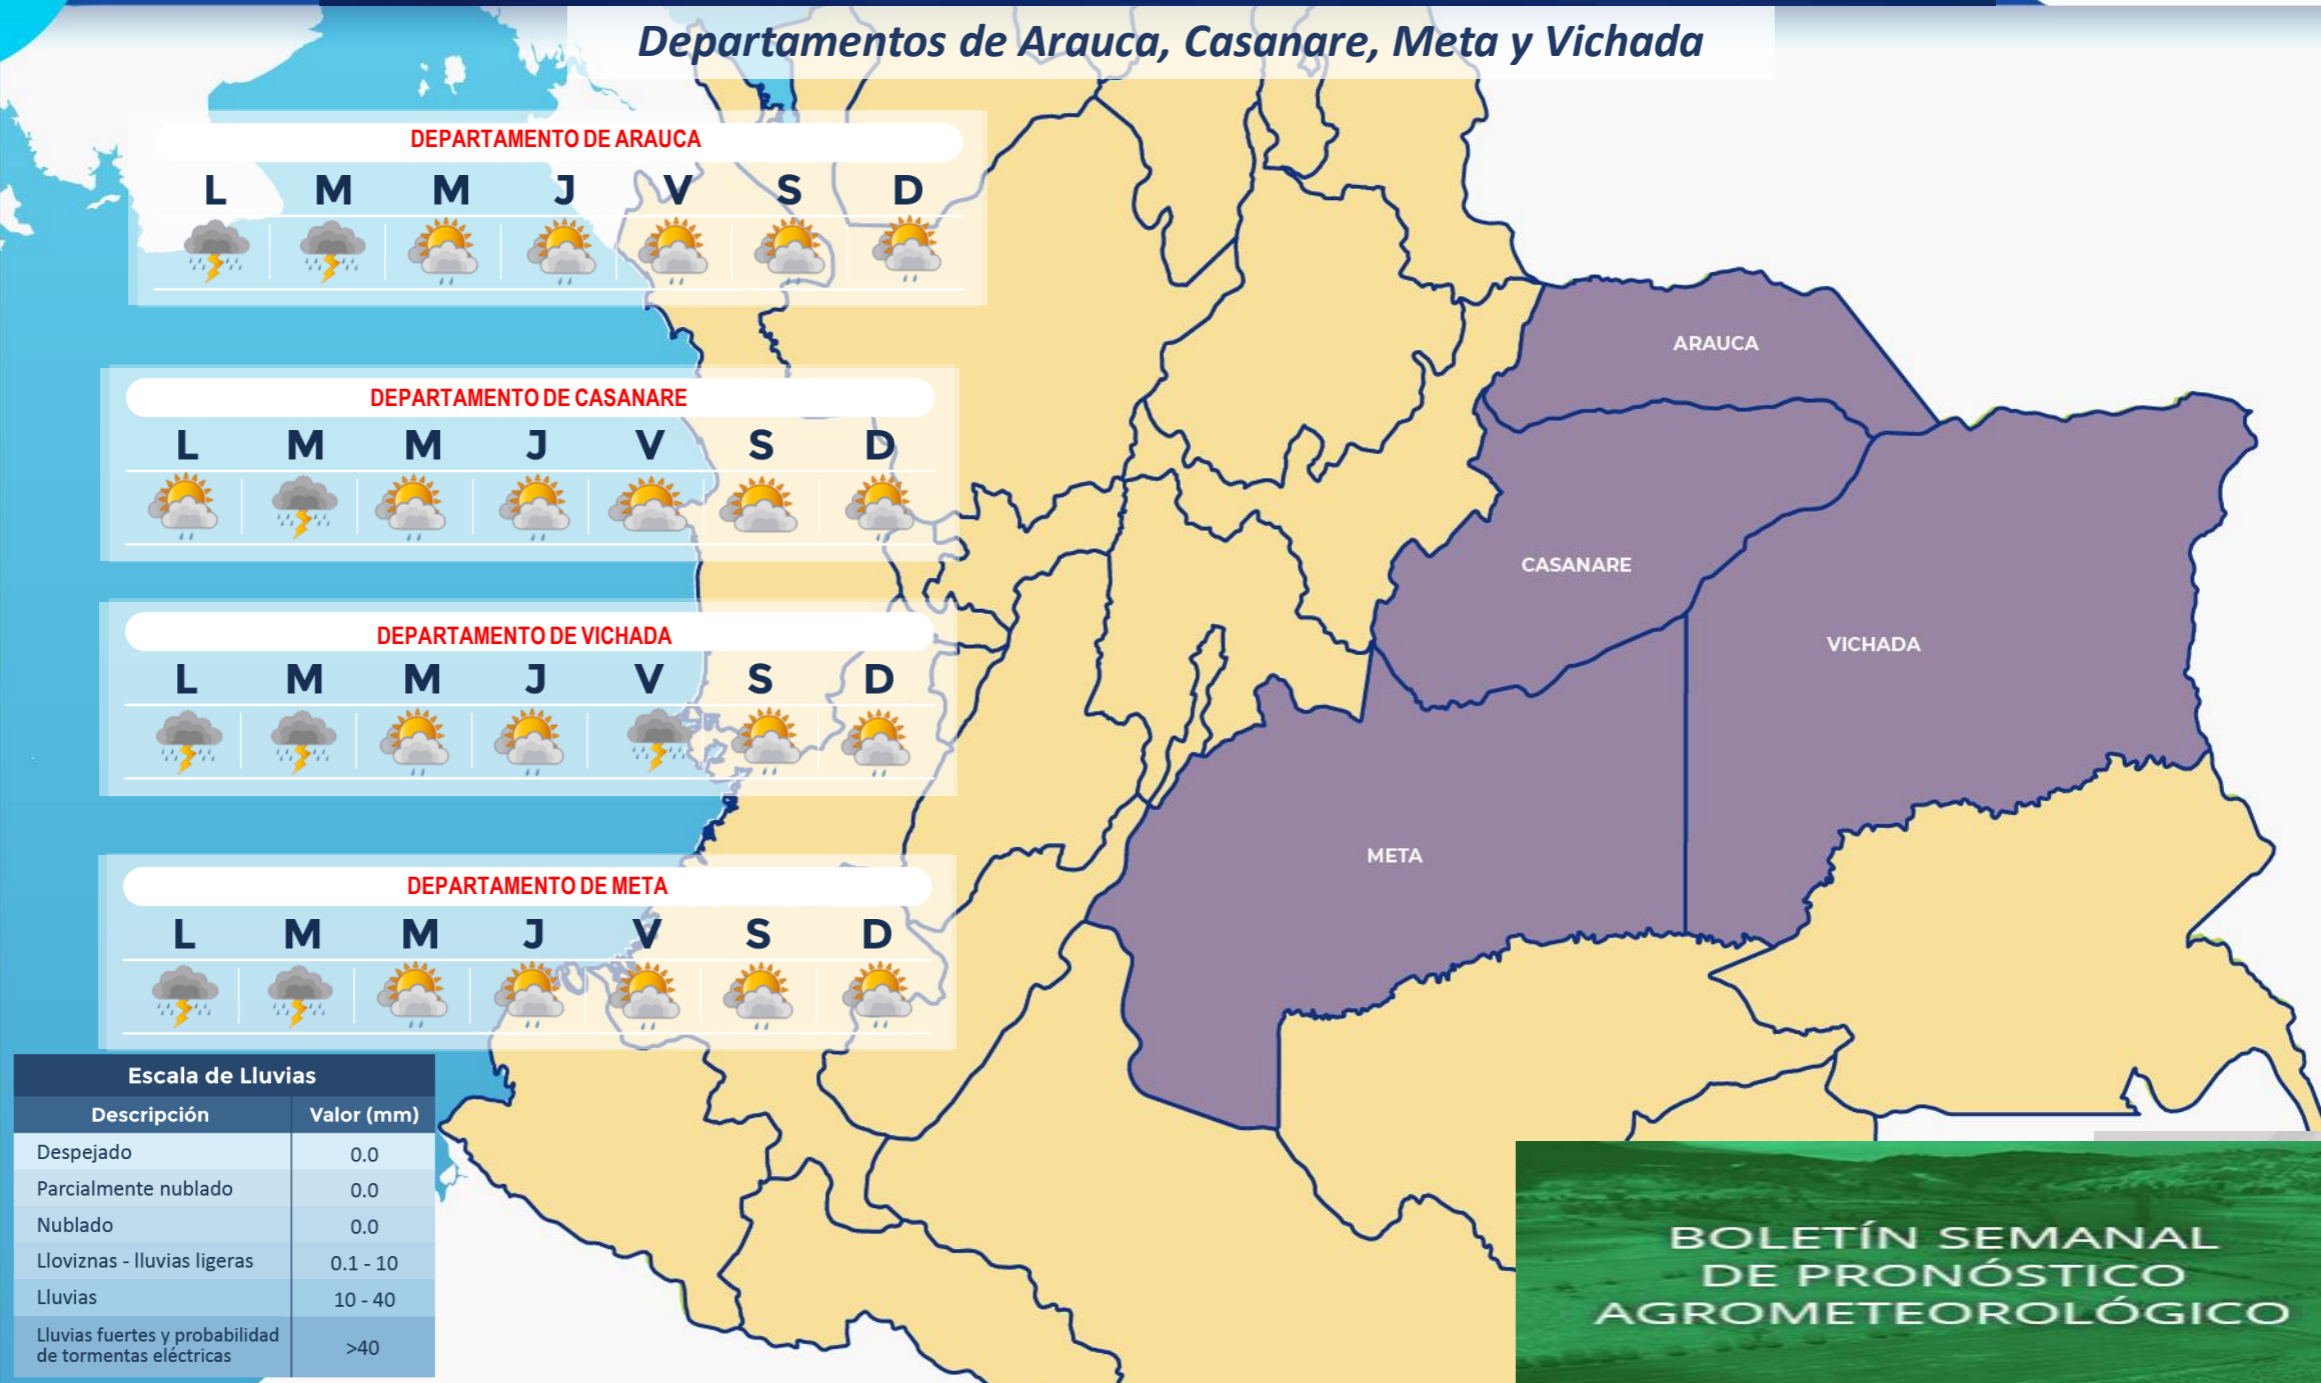 Departamentos de Arauca, Casanare, Meta y Vichada
DEPARTAMENTO DE ARAUCA
L M M J V S D
DEPARTAMENTO DE CASANARE
L M M J V S D
DEPARTAMENTO DE VICHADA
L M M J V S D
DEPARTAMENTO DE META
L M M J V S D
ARAUCA
CASANARE
VICHADA
META
Escala de Lluvias
Descripción Valor (mm)
Despejado 0.0
Parcialmente nublado 0.0
Nublado 0.0
Lloviznas - lluvias ligeras 0.1 - 10
Lluvias 10 - 40
Lluvias fuertes y probabilidad
de tormentas eléctricas >40
BOLETÍN SEMANAL
DE PRONÓSTICO
AGROMETEOROLÓGICO